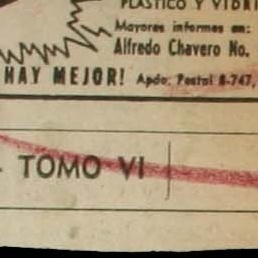 PLASTICO Y VIDRI
Mayores informes en:
Alfredo Chavero No.
HAY MEJOR! Apdo. Postal 8-747,
TOMO VI